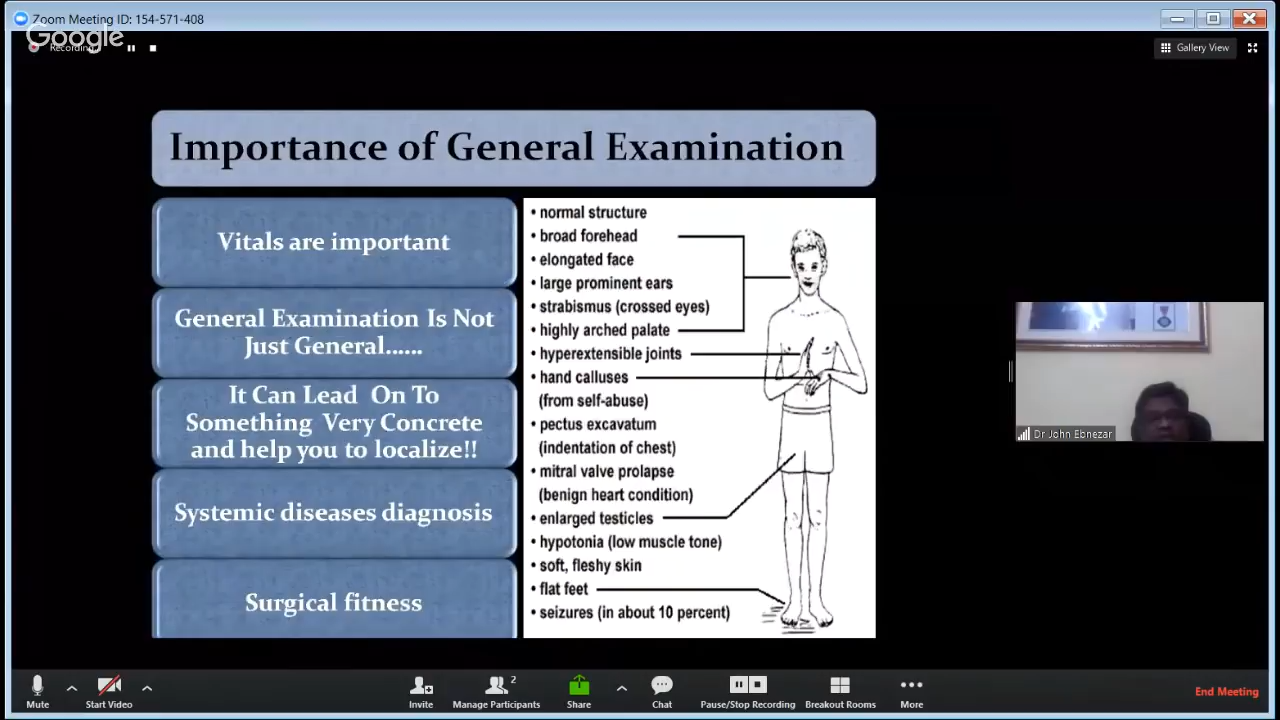 Zoom Meeting ID: 154-571-408
Google
Recording
Gallery View
Importance of General Examination
Vitals are important
General Examination Is Not
Just General......
It Can Lead On To
Something Very Concrete
and help you to localize!!
Systemic diseases diagnosis
Surgical fitness
• normal structure
• broad forehead
• elongated face
• large prominent ears
• strabismus (crossed eyes)
• highly arched palate
• hyperextensible joints
• hand calluses
(from self-abuse)
• pectus excavatum
(indentation of chest)
• mitral valve prolapse
(benign heart condition)
• enlarged testicles
• hypotonia (low muscle tone)
• soft, fleshy skin
• flat feet
• seizures (in about 10 percent)
Dr John Ebnezar
Mute
Start Video
Invite
Manage Participants
2
Share
Chat
Pause/Stop Recording
Breakout Rooms
More
End Meeting